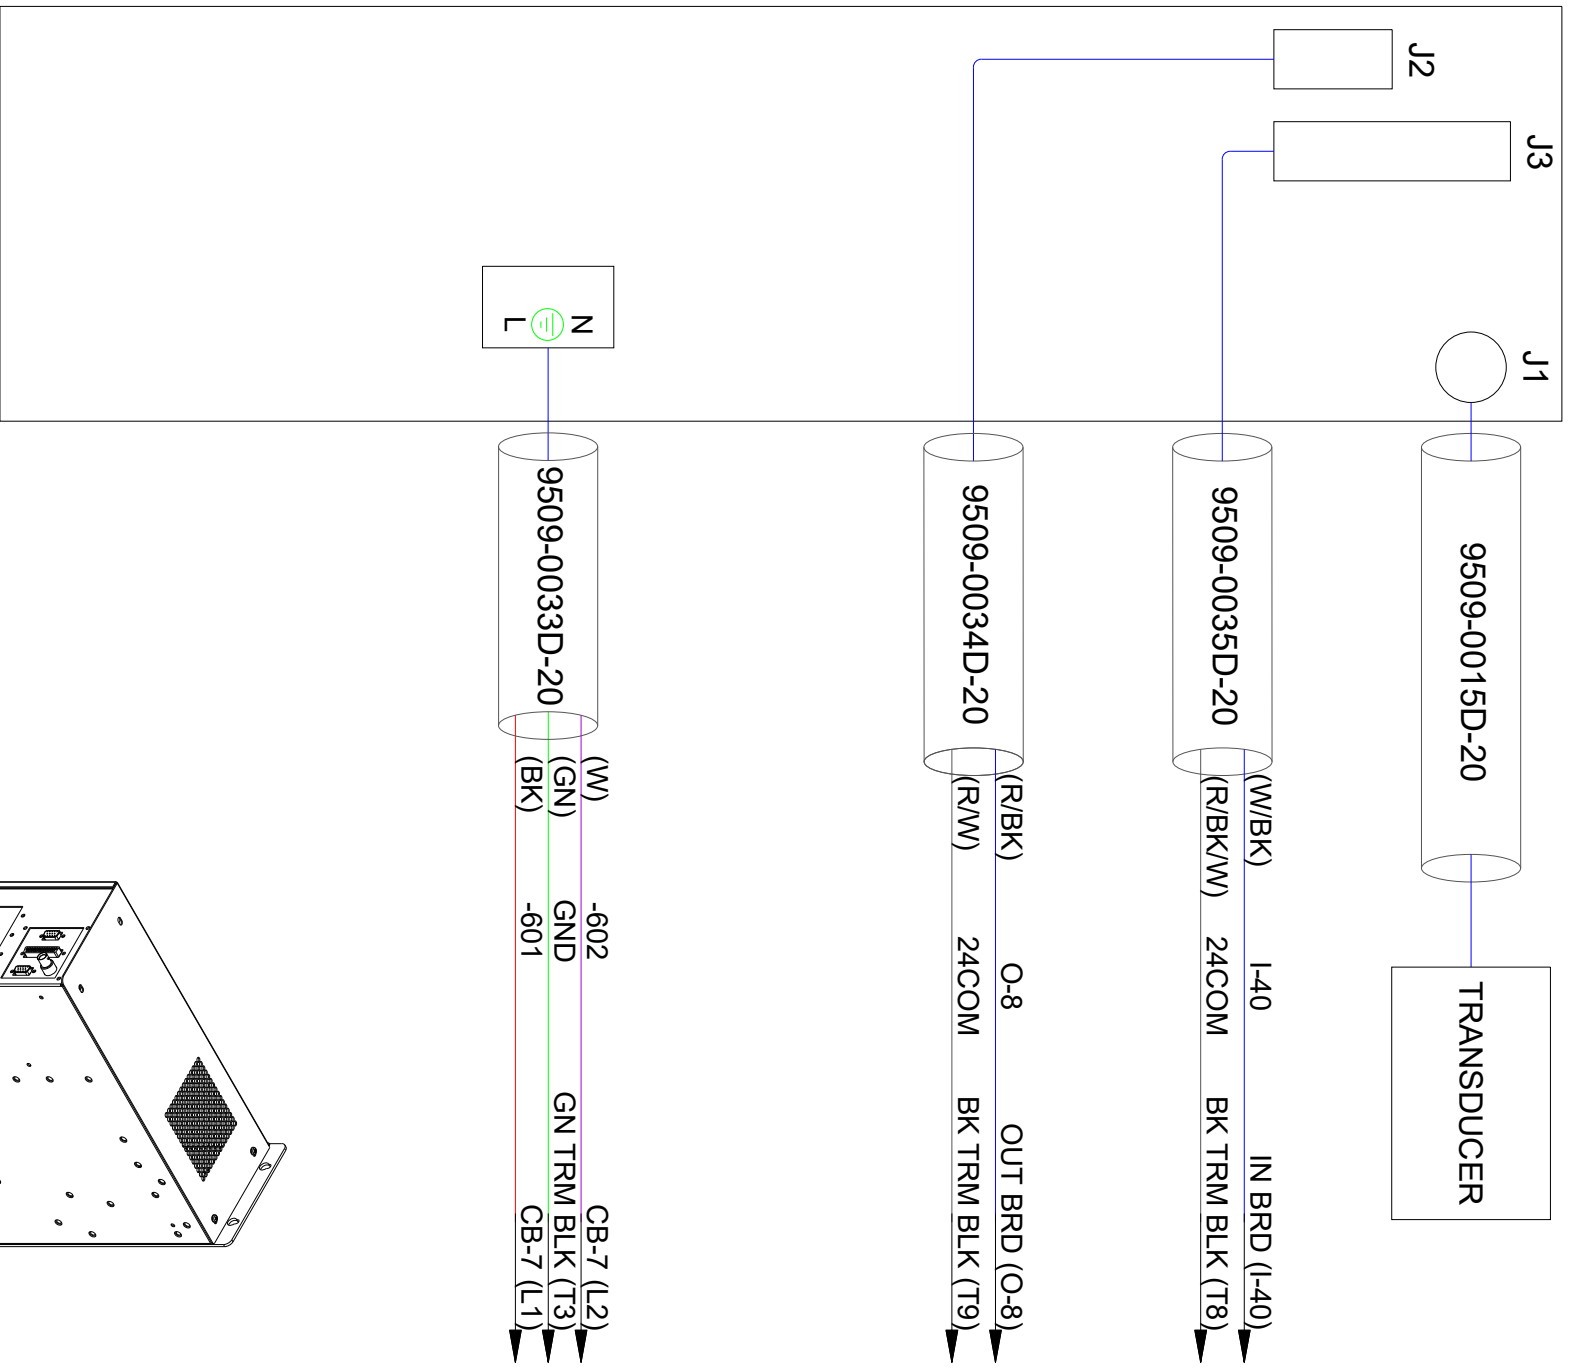 J1
9509-0015D-20
TRANSDUCER
J3
9509-0035D-20
(W/BK) I-40 IN BRD (I-40)
(R/BK/W) 24COM BK TRM BLK (T8)
J2
9509-0034D-20
(R/BK) O-8 OUT BRD (O-8)
(R/W) 24COM BK TRM BLK (T9)
N
L
9509-0033D-20
(W) -602 CB-7 (L2)
(GN) GND GN TRM BLK (T3)
(BK) -601 CB-7 (L1)